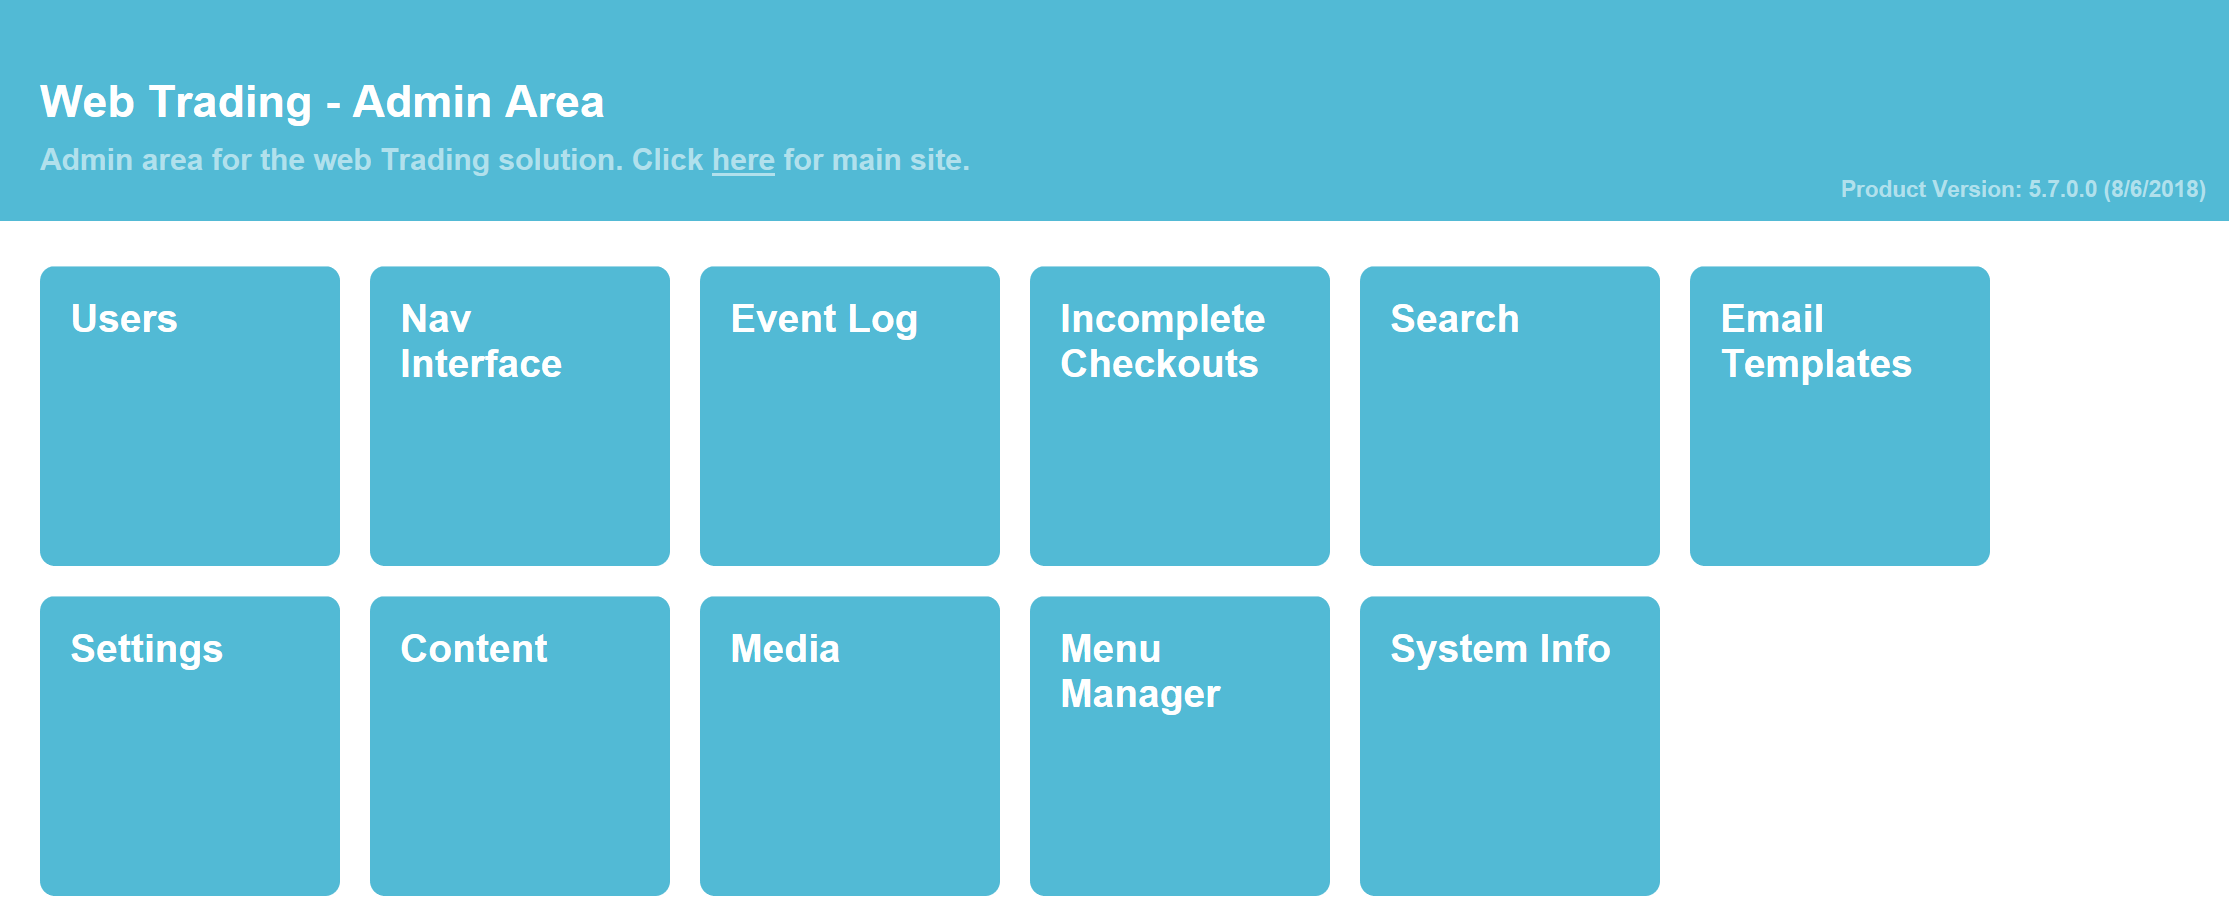 Web Trading - Admin Area
Admin area for the web Trading solution. Click here for main site.
Product Version: 5.7.0.0 (8/6/2018)
Users
Nav
Interface
Event Log
Incomplete
Checkouts
Search
Email
Templates
Settings
Content
Media
Menu
Manager
System Info